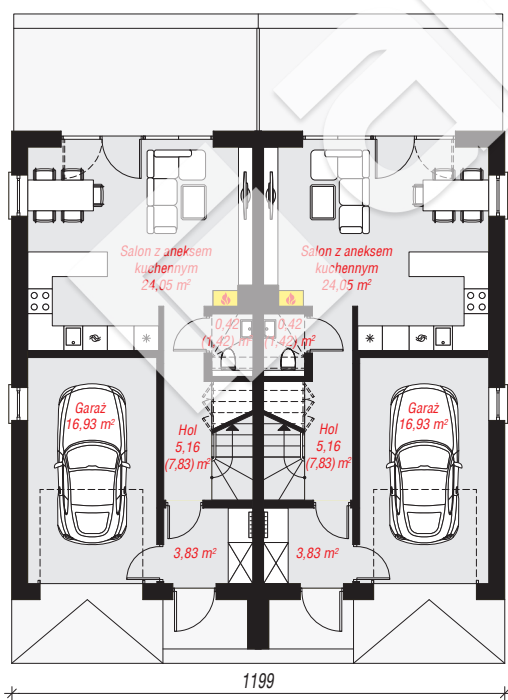 Salon z aneksem
kuchennym
24,05 m²
Salon z aneksem
kuchennym
24,05 m²
0,42
(1,42) m²
0,42
(1,42) m²
Garaż
16,93 m²
Hol
5,16
(7,83) m²
Hol
5,16
(7,83) m²
Garaż
16,93 m²
3,83 m²
3,83 m²
1199